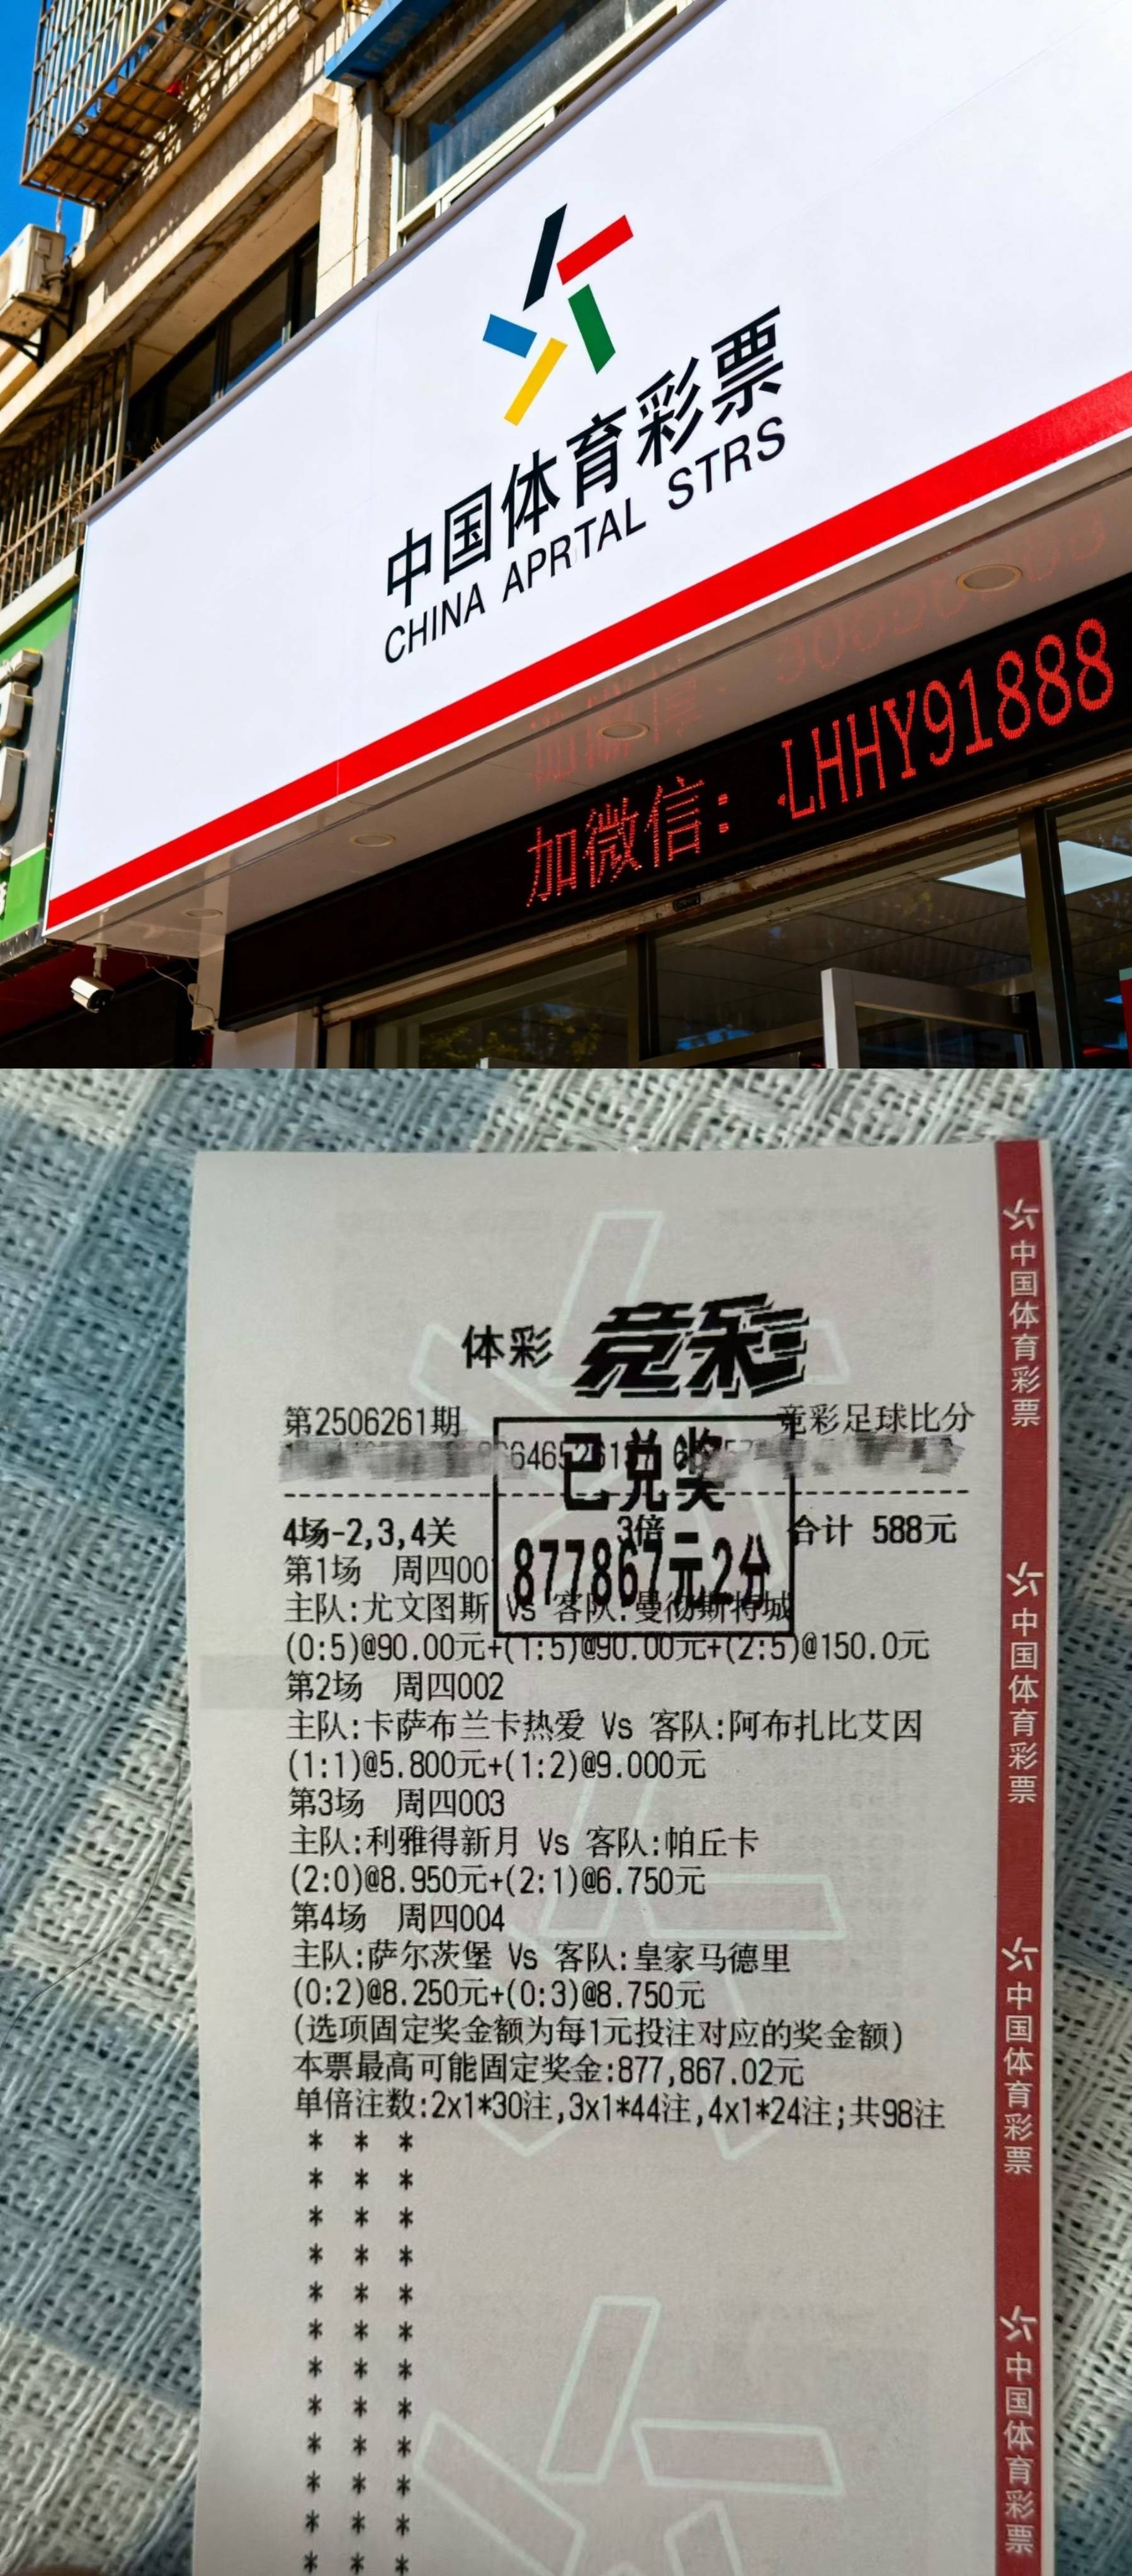 中国体育彩票
CHINA APRTAL STRS
加微信：LHHY91888
体彩 竞彩
第2506261期 竞彩足球比分
已兑奖
877867元2分
4场-2,3,4关 3倍 合计 588元
第1场 周四001
主队:尤文图斯 Vs 客队:曼彻斯特城
(0:5)@90.00元+(1:5)@90.00元+(2:5)@150.0元
第2场 周四002
主队:卡萨布兰卡热爱 Vs 客队:阿布扎比艾因
(1:1)@5.800元+(1:2)@9.000元
第3场 周四003
主队:利雅得新月 Vs 客队:帕丘卡
(2:0)@8.950元+(2:1)@6.750元
第4场 周四004
主队:萨尔茨堡 Vs 客队:皇家马德里
(0:2)@8.250元+(0:3)@8.750元
(选项固定奖金额为每1元投注对应的奖金额)
本票最高可能固定奖金:877,867.02元
单倍注数:2x1*30注,3x1*44注,4x1*24注;共98注
* * *
* * *
* * *
* * *
* * *
* * *
* * *
* * *
* * *
* * *
* * *
* * *
中国体育彩票
中国体育彩票
中国体育彩票
中国体育彩票